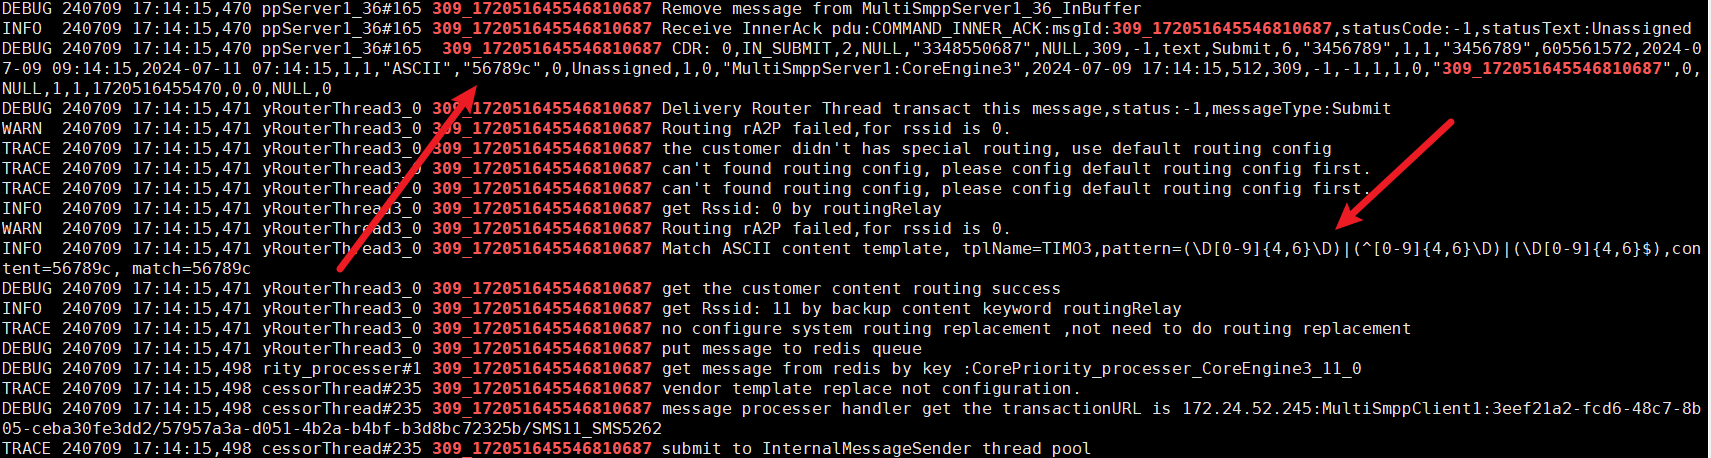 DEBUG 240709 17:14:15,470 ppServer1_36#165 309_172051645546810687 Remove message from MultiSmppServer1_36_InBuffer
INFO  240709 17:14:15,470 ppServer1_36#165 309_172051645546810687 Receive InnerAck pdu:COMMAND_INNER_ACK:msgId:309_172051645546810687,statusCode:-1,statusText:Unassigned
DEBUG 240709 17:14:15,470 ppServer1_36#165  309_172051645546810687 CDR: 0,IN_SUBMIT,2,NULL,"3348550687",NULL,309,-1,text,Submit,6,"3456789",1,1,"3456789",605561572,2024-0
7-09 09:14:15,2024-07-11 07:14:15,1,1,"ASCII","56789c",0,Unassigned,1,0,"MultiSmppServer1:CoreEngine3",2024-07-09 17:14:15,512,309,-1,-1,1,1,0,"309_172051645546810687",0,
NULL,1,1,1720516455470,0,0,NULL,0
DEBUG 240709 17:14:15,471 yRouterThread3_0 309_172051645546810687 Delivery Router Thread transact this message,status:-1,messageType:Submit
WARN  240709 17:14:15,471 yRouterThread3_0 309_172051645546810687 Routing rA2P failed,for rssid is 0.
TRACE 240709 17:14:15,471 yRouterThread3_0 309_172051645546810687 the customer didn't has special routing, use default routing config
TRACE 240709 17:14:15,471 yRouterThread3_0 309_172051645546810687 can't found routing config, please config default routing config first.
TRACE 240709 17:14:15,471 yRouterThread3_0 309_172051645546810687 can't found routing config, please config default routing config first.
INFO  240709 17:14:15,471 yRouterThread3_0 309_172051645546810687 get Rssid: 0 by routingRelay
WARN  240709 17:14:15,471 yRouterThread3_0 309_172051645546810687 Routing rA2P failed,for rssid is 0.
INFO  240709 17:14:15,471 yRouterThread3_0 309_172051645546810687 Match ASCII content template, tplName=TIMO3,pattern=(\D[0-9]{4,6}\D)|(^[0-9]{4,6}\D)|(\D[0-9]{4,6}$),con
tent=56789c, match=56789c
DEBUG 240709 17:14:15,471 yRouterThread3_0 309_172051645546810687 get the customer content routing success
INFO  240709 17:14:15,471 yRouterThread3_0 309_172051645546810687 get Rssid: 11 by backup content keyword routingRelay
TRACE 240709 17:14:15,471 yRouterThread3_0 309_172051645546810687 no configure system routing replacement ,not need to do routing replacement
DEBUG 240709 17:14:15,471 yRouterThread3_0 309_172051645546810687 put message to redis queue
DEBUG 240709 17:14:15,498 rity_processer#1 309_172051645546810687 get message from redis by key :CorePriority_processer_CoreEngine3_11_0
TRACE 240709 17:14:15,498 cessorThread#235 309_172051645546810687 vendor template replace not configuration.
DEBUG 240709 17:14:15,498 cessorThread#235 309_172051645546810687 message processer handler get the transactionURL is 172.24.52.245:MultiSmppClient1:3eef21a2-fcd6-48c7-8b
05-ceba30fe3dd2/57957a3a-d051-4b2a-b4bf-b3d8bc72325b/SMS11_SMS5262
TRACE 240709 17:14:15,498 cessorThread#235 309_172051645546810687 submit to InternalMessageSender thread pool